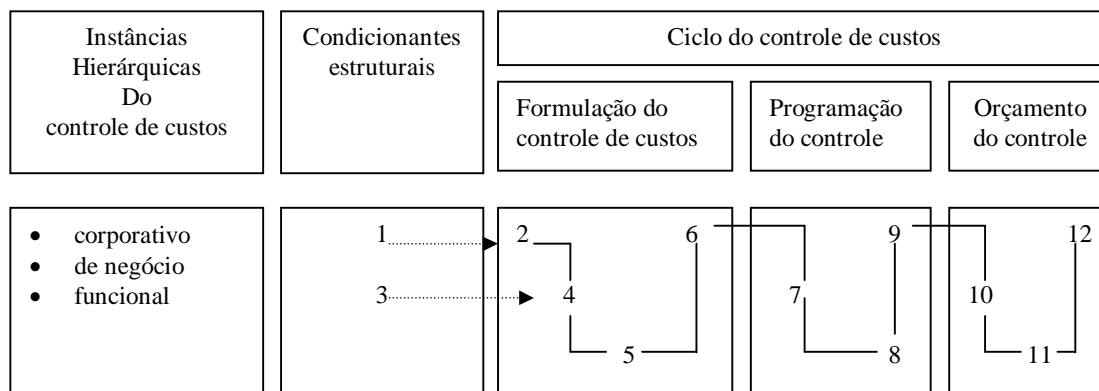 Instâncias
Hierárquicas
Do
controle de custos
Condicionantes
estruturais
Ciclo do controle de custos
Formulação do
controle de custos
Programação
do controle
Orçamento
do controle
• corporativo
• de negócio
• funcional
1
3
2
6
4
5
9
7
8
12
10
11